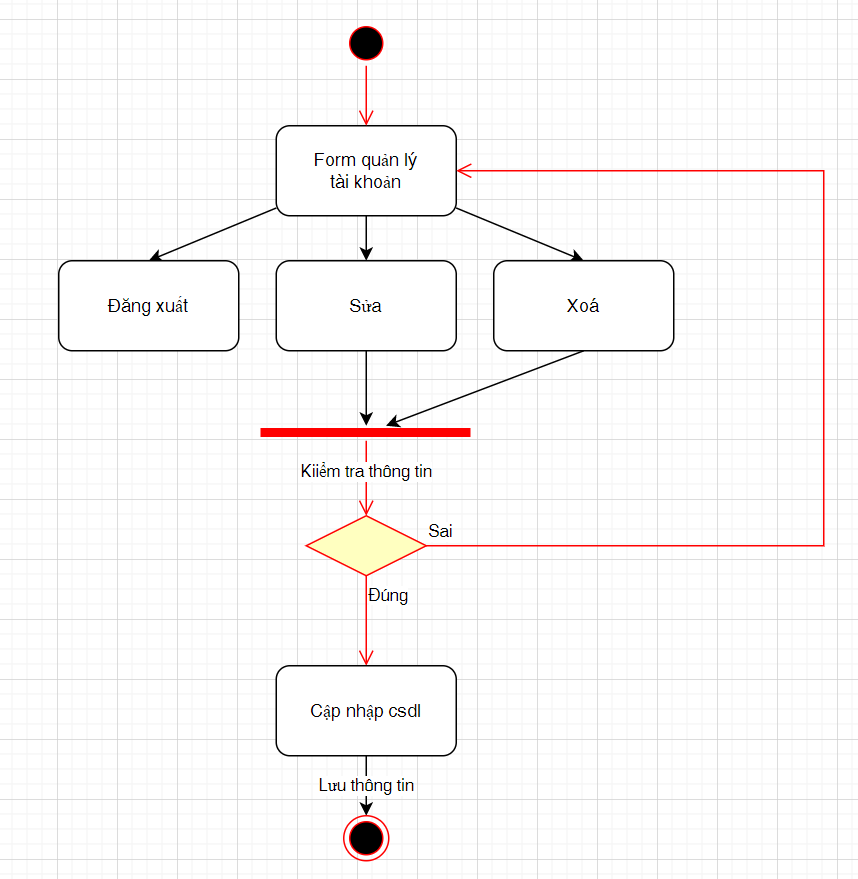 Form quản lý
tài khoản
Đăng xuất
Sửa
Xoá
Kiiểm tra thông tin
Sai
Đúng
Cập nhập csdl
Lưu thông tin